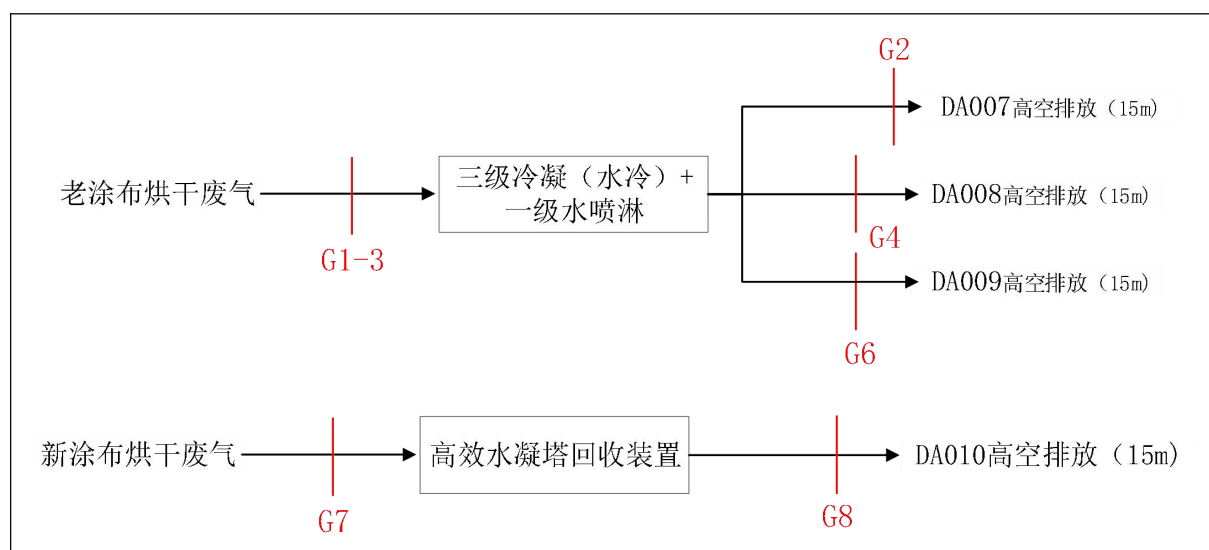 G2
DA007高空排放（15m）
老涂布烘干废气
三级冷凝（水冷）+
一级水喷淋
DA008高空排放（15m）
G1-3
G4
DA009高空排放（15m）
G6
新涂布烘干废气
高效水凝塔回收装置
DA010高空排放（15m）
G7
G8